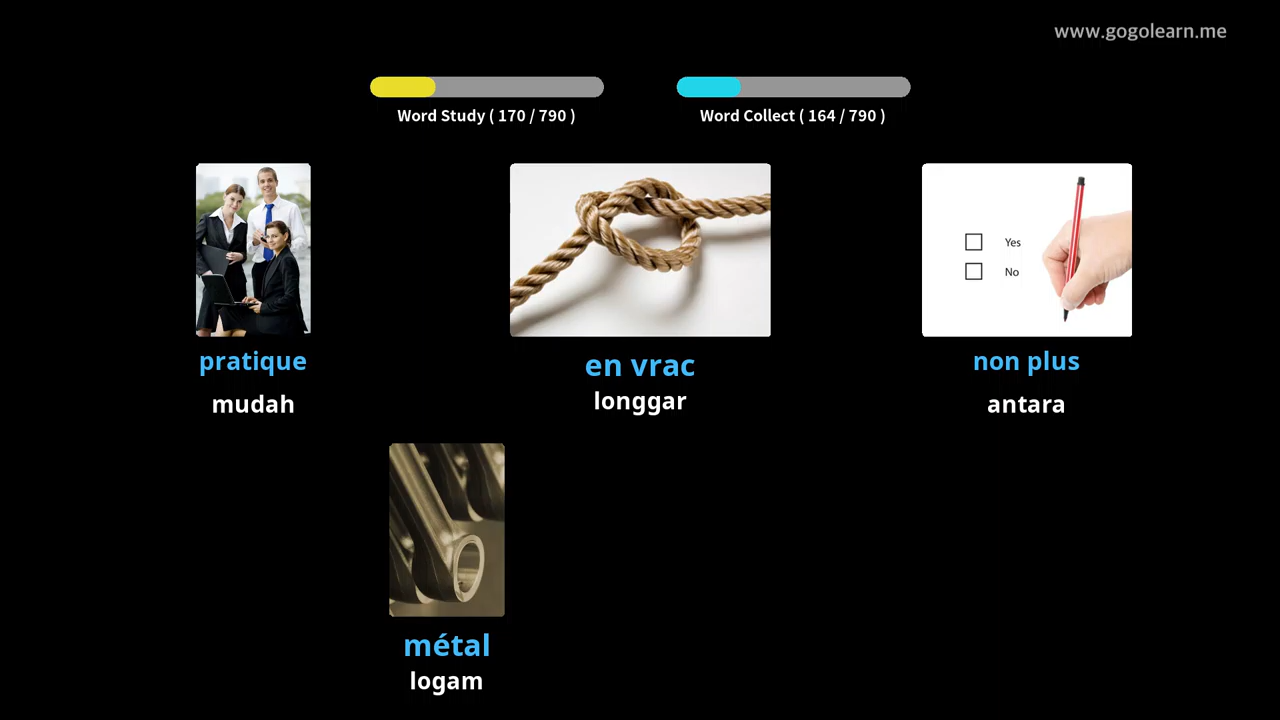 www.gogolearn.me
Word Study ( 170 / 790 )
Word Collect ( 164 / 790 )
Yes
No
pratique
mudah
en vrac
longgar
non plus
antara
métal
logam